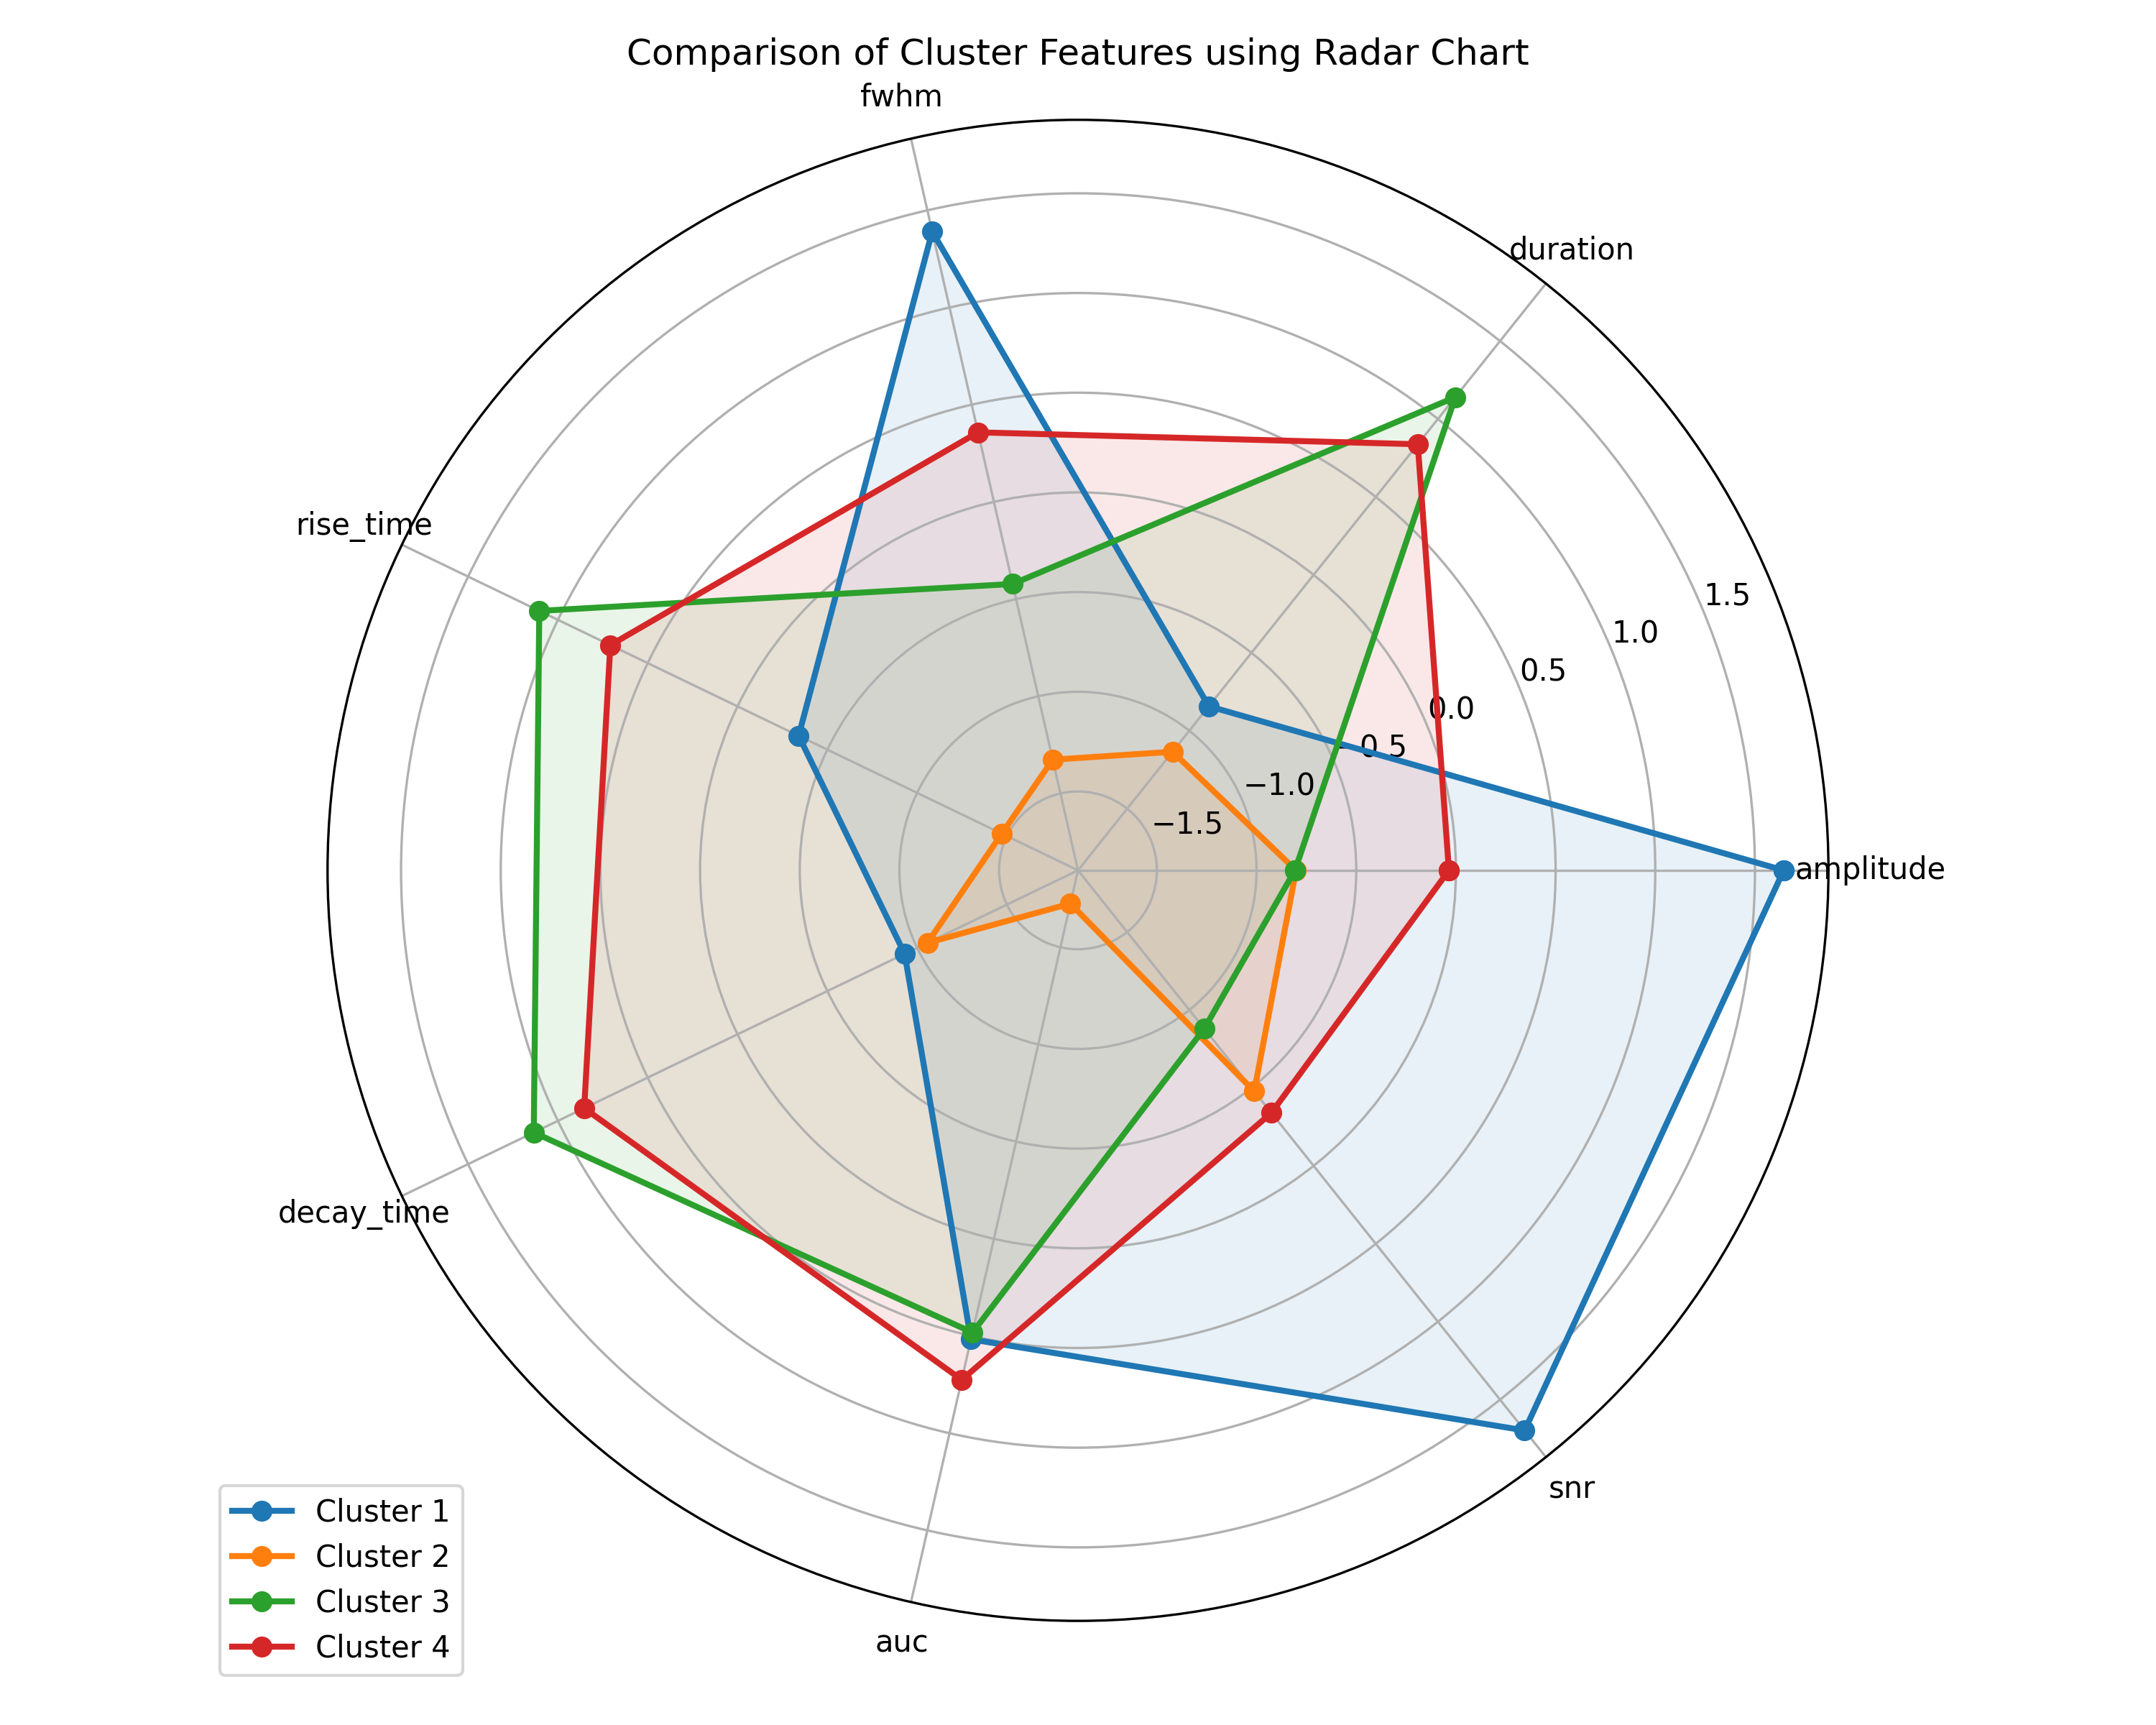 Comparison of Cluster Features using Radar Chart
fwhm
duration
rise_time
1.5
1.0
0.5
0.0
−0.5
−1.0
−1.5
amplitude
decay_time
snr
auc
Cluster 1
Cluster 2
Cluster 3
Cluster 4